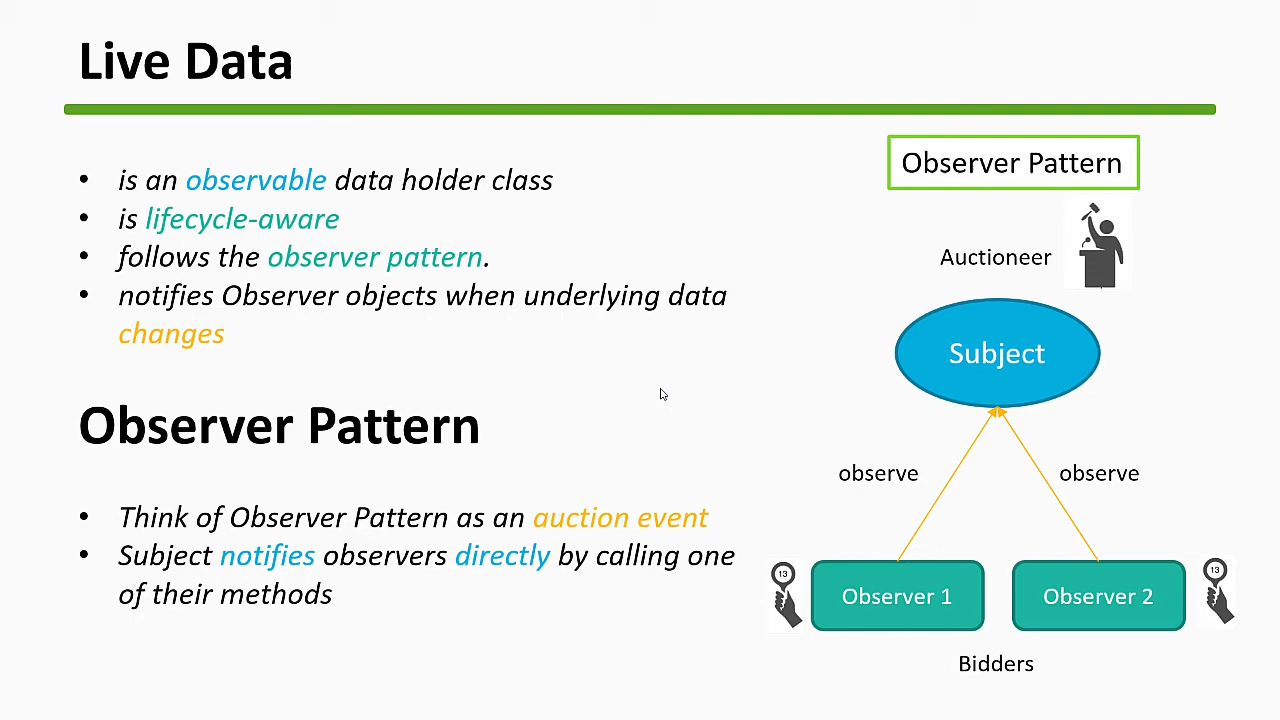 Live Data
• is an observable data holder class
• is lifecycle-aware
• follows the observer pattern.
• notifies Observer objects when underlying data
changes
Observer Pattern
• Think of Observer Pattern as an auction event
• Subject notifies observers directly by calling one
of their methods
Observer Pattern
Auctioneer
Subject
observe
observe
13
Observer 1
Observer 2
13
Bidders